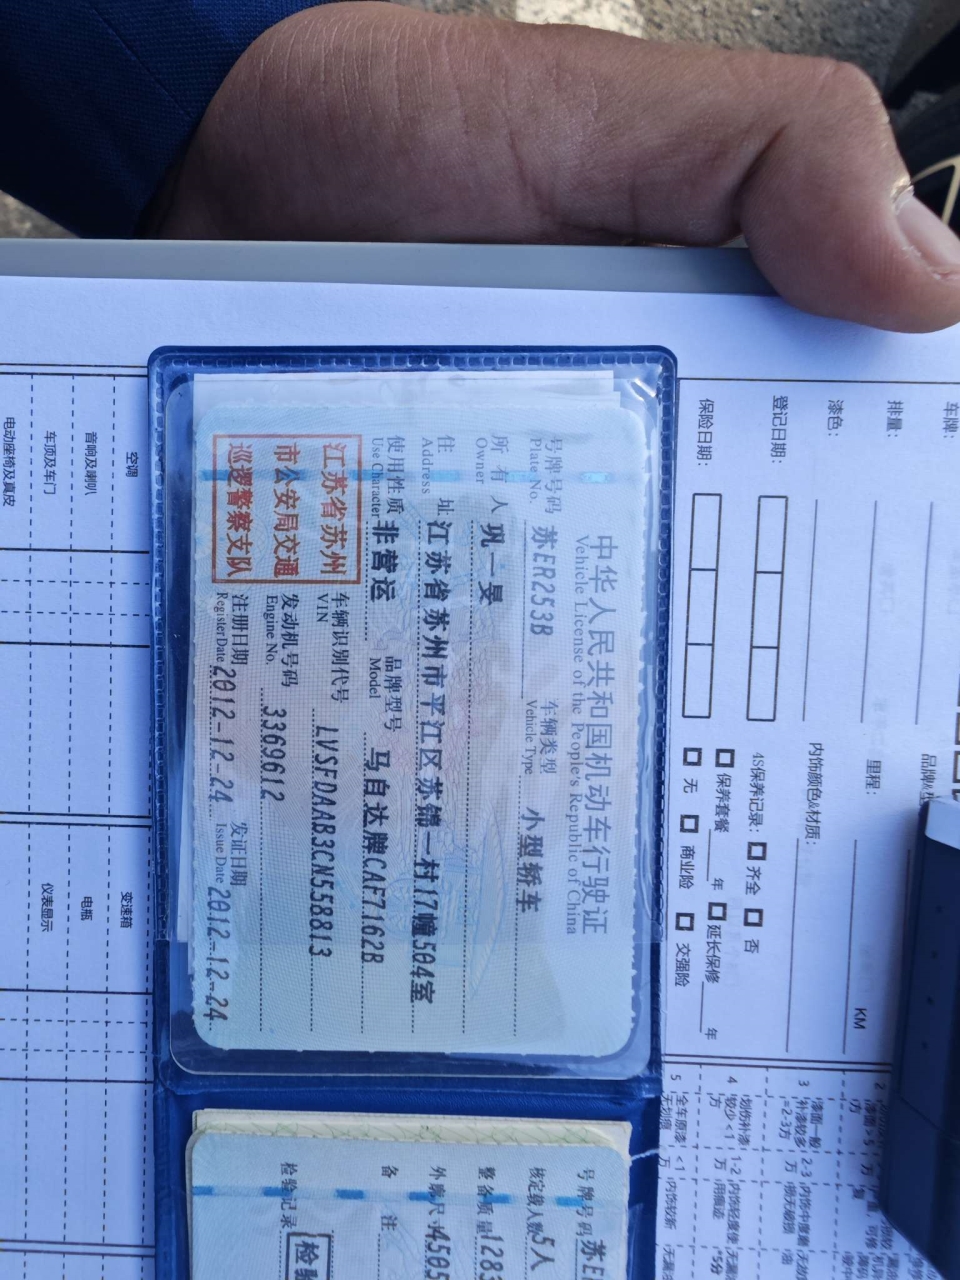 中华人民共和国机动车行驶证
Vehicle License of the People's Republic of China
号牌号码 苏ER253B 车辆类型 小型轿车
Plate No. Vehicle Type
所有人 巩一旻
Owner
住址 江苏省苏州市平江区苏锦一村17幢504室
Address
使用性质 非营运 品牌型号 马自达牌CAF7162B
Use Character Model
江苏省苏州
市公安局交通
巡逻警察支队
车辆识别代号 LVSFDAAB3CN558813
VIN
发动机号码 3369612
Engine No.
注册日期 2012-12-24 发证日期 2012-12-24
Register Date Issue Date
号牌号码 苏E
核定载人数 5人
整备质量 1283
外廓尺寸 4505
备注
检验记录
车牌:
排量: 里程: KM
漆色: 内饰颜色&材质:
登记日期: 4S保养记录: 齐全 否
保养套餐 年 延长保修 年
保险日期: 无 商业险 交强险
空调 变速箱
音响及喇叭 电瓶
车顶及车门 仪表显示
电动座椅及真皮